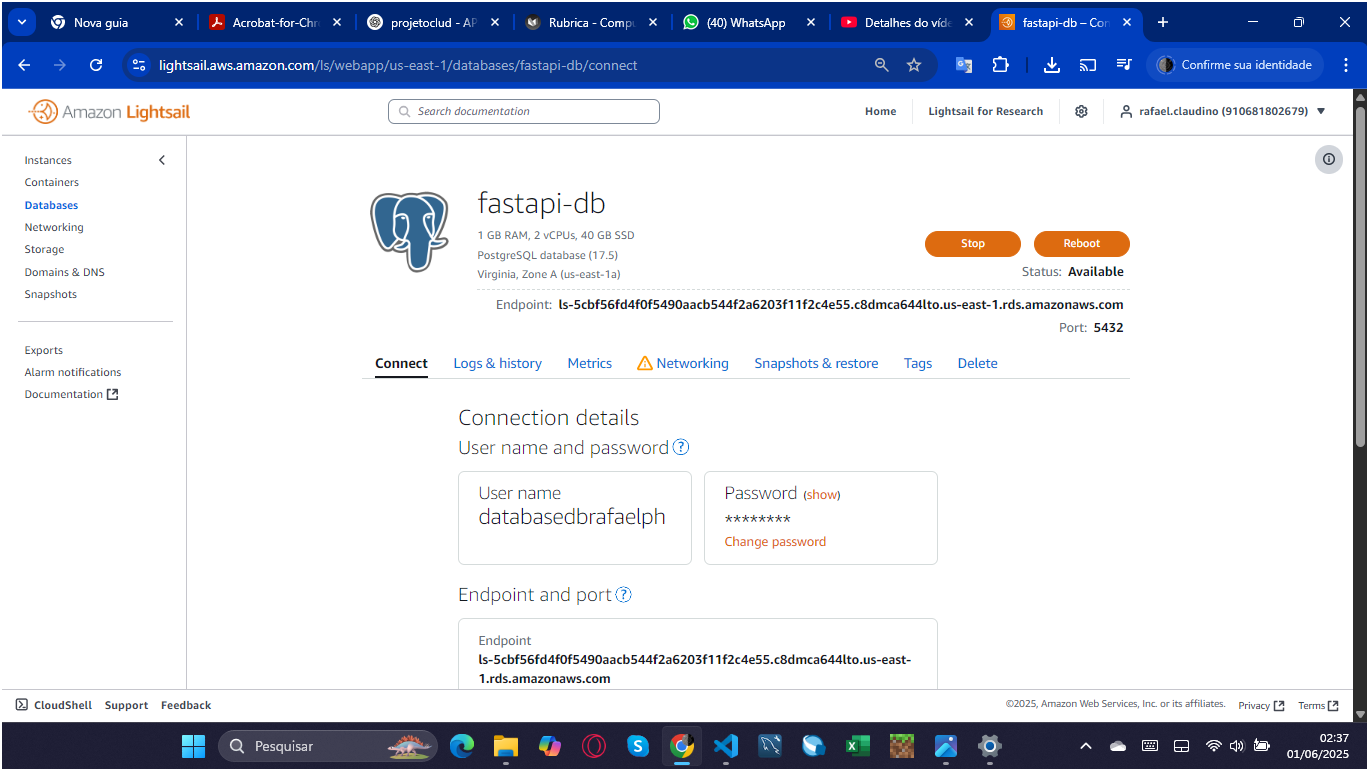 Nova guia
Acrobat-for-Chr
projetoclud - AP
Rubrica - Compu
(40) WhatsApp
Detalhes do víde
fastapi-db – Con
lightsail.aws.amazon.com/ls/webapp/us-east-1/databases/fastapi-db/connect
Confirme sua identidade
Amazon Lightsail
Search documentation
Home
Lightsail for Research
rafael.claudino (910681802679)
Instances
Containers
Databases
Networking
Storage
Domains & DNS
Snapshots
Exports
Alarm notifications
Documentation
fastapi-db
1 GB RAM, 2 vCPUs, 40 GB SSD
PostgreSQL database (17.5)
Virginia, Zone A (us-east-1a)
Stop
Reboot
Status: Available
Endpoint: ls-5cbf56fd4f0f5490aacb544f2a6203f11f2c4e55.c8dmca644lto.us-east-1.rds.amazonaws.com
Port: 5432
Connect
Logs & history
Metrics
Networking
Snapshots & restore
Tags
Delete
Connection details
User name and password
User name
databasedbrafaelph
Password (show)
********
Change password
Endpoint and port
Endpoint
ls-5cbf56fd4f0f5490aacb544f2a6203f11f2c4e55.c8dmca644lto.us-east-
1.rds.amazonaws.com
CloudShell
Support
Feedback
©2025, Amazon Web Services, Inc. or its affiliates.
Privacy
Terms
Pesquisar
02:37
01/06/2025